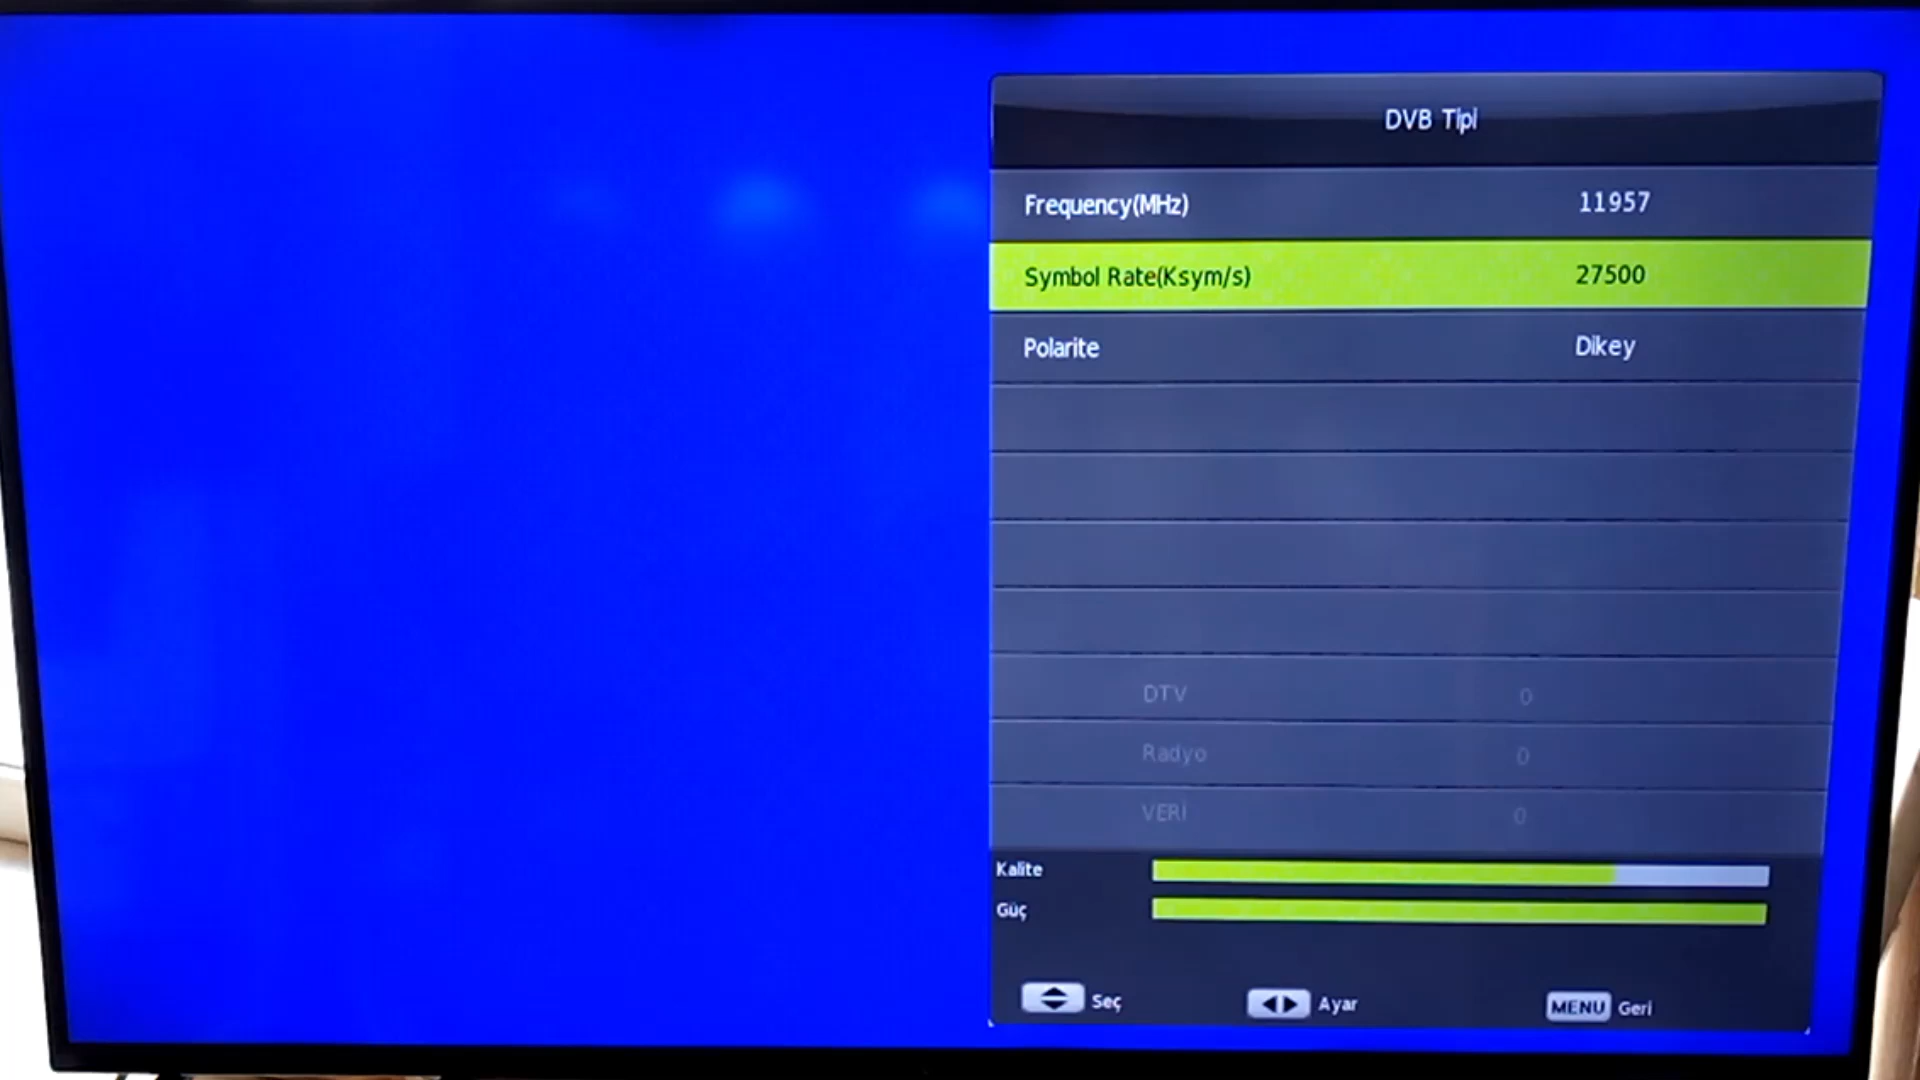 DVB Tipi
Frequency(MHz) 11957
Symbol Rate(Ksym/s) 27500
Polarite Dikey
DTV 0
Radyo 0
VERİ 0
Kalite
Güç
Seç Ayar MENU Geri